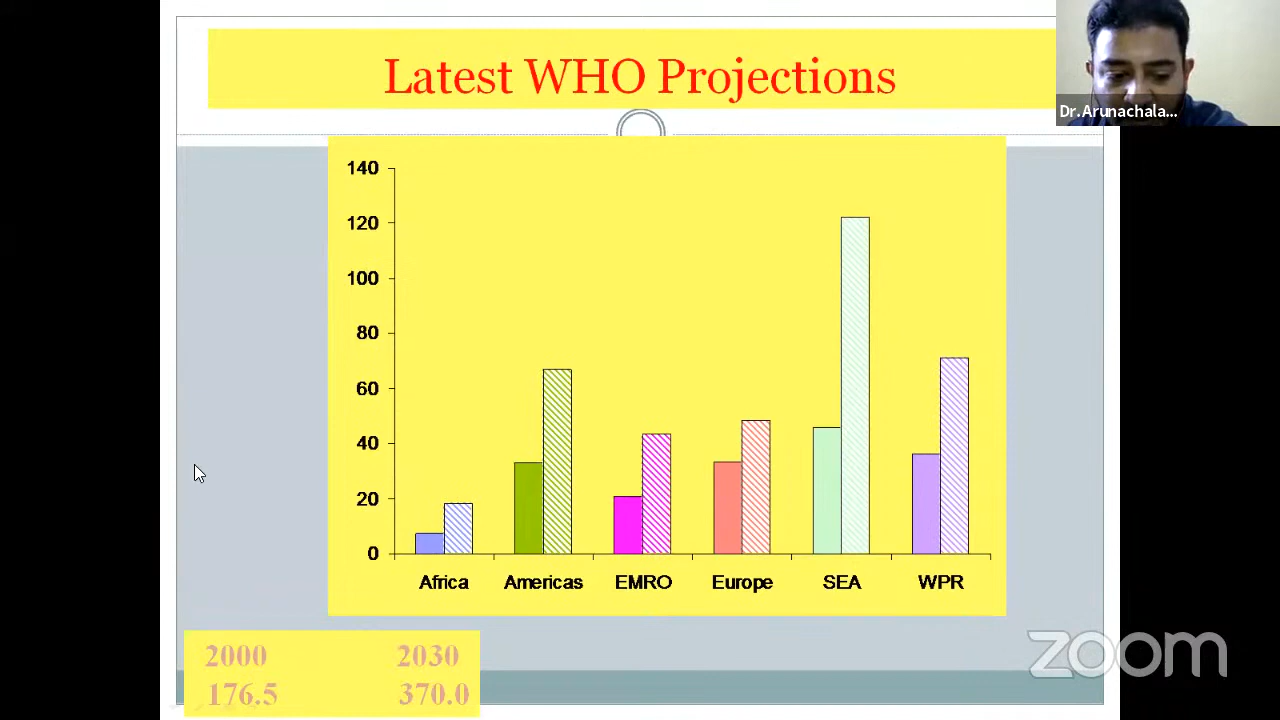 Latest WHO Projections
Dr.Arunachala...
140
120
100
80
60
40
20
0
Africa Americas EMRO Europe SEA WPR
2000 2030
176.5 370.0
zoom